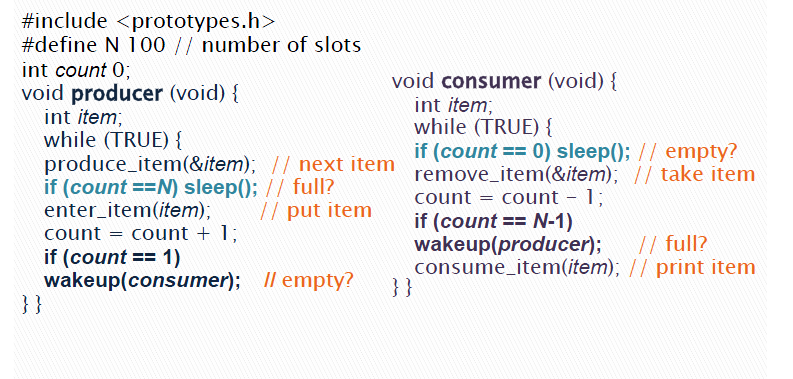 #include <prototypes.h>
#define N 100 // number of slots
int count 0;
void producer (void) {
int item;
while (TRUE) {
produce_item(&item); // next item
if (count ==N) sleep(); // full?
enter_item(item); // put item
count = count + 1;
if (count == 1)
wakeup(consumer); // empty?
} }
void consumer (void) {
int item;
while (TRUE) {
if (count == 0) sleep(); // empty?
remove_item(&item); // take item
count = count – 1;
if (count == N-1)
wakeup(producer); // full?
consume_item(item); // print item
} }